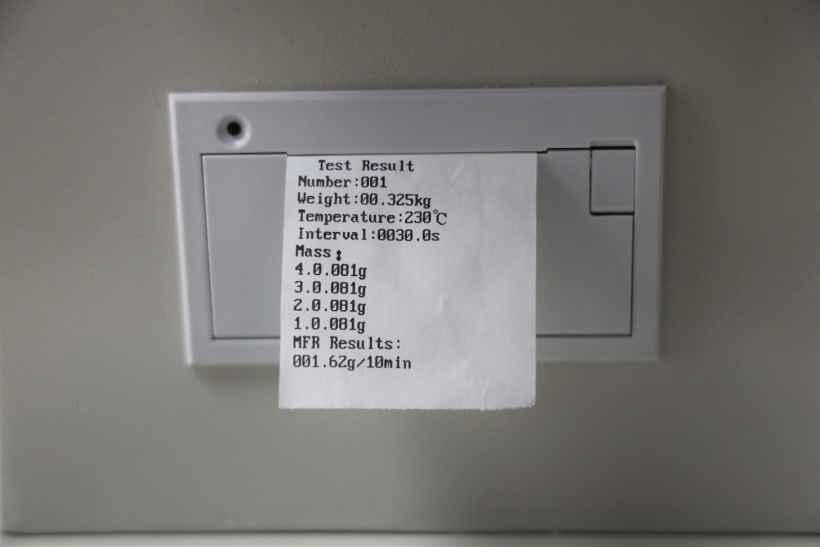 Test Result
Number:001
Weight:00.325kg
Temperature:230℃
Interval:0030.0s
Mass:
4.0.081g
3.0.081g
2.0.081g
1.0.081g
MFR Results:
001.62g/10min